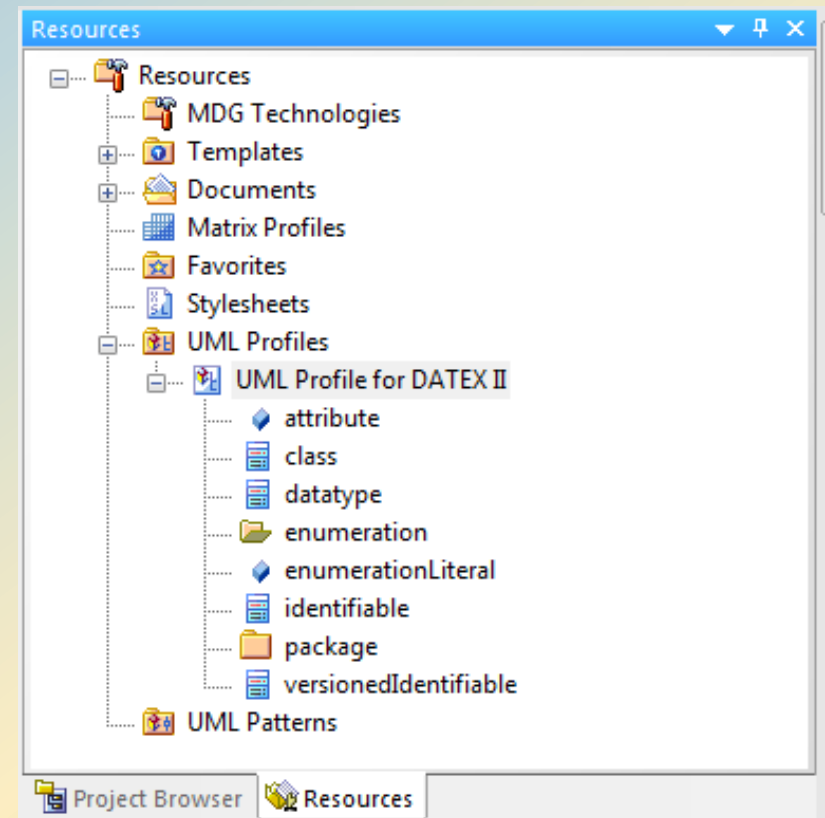 Resources
Resources
MDG Technologies
Templates
Documents
Matrix Profiles
Favorites
Stylesheets
UML Profiles
UML Profile for DATEX II
attribute
class
datatype
enumeration
enumerationLiteral
identifiable
package
versionedIdentifiable
UML Patterns
Project Browser Resources